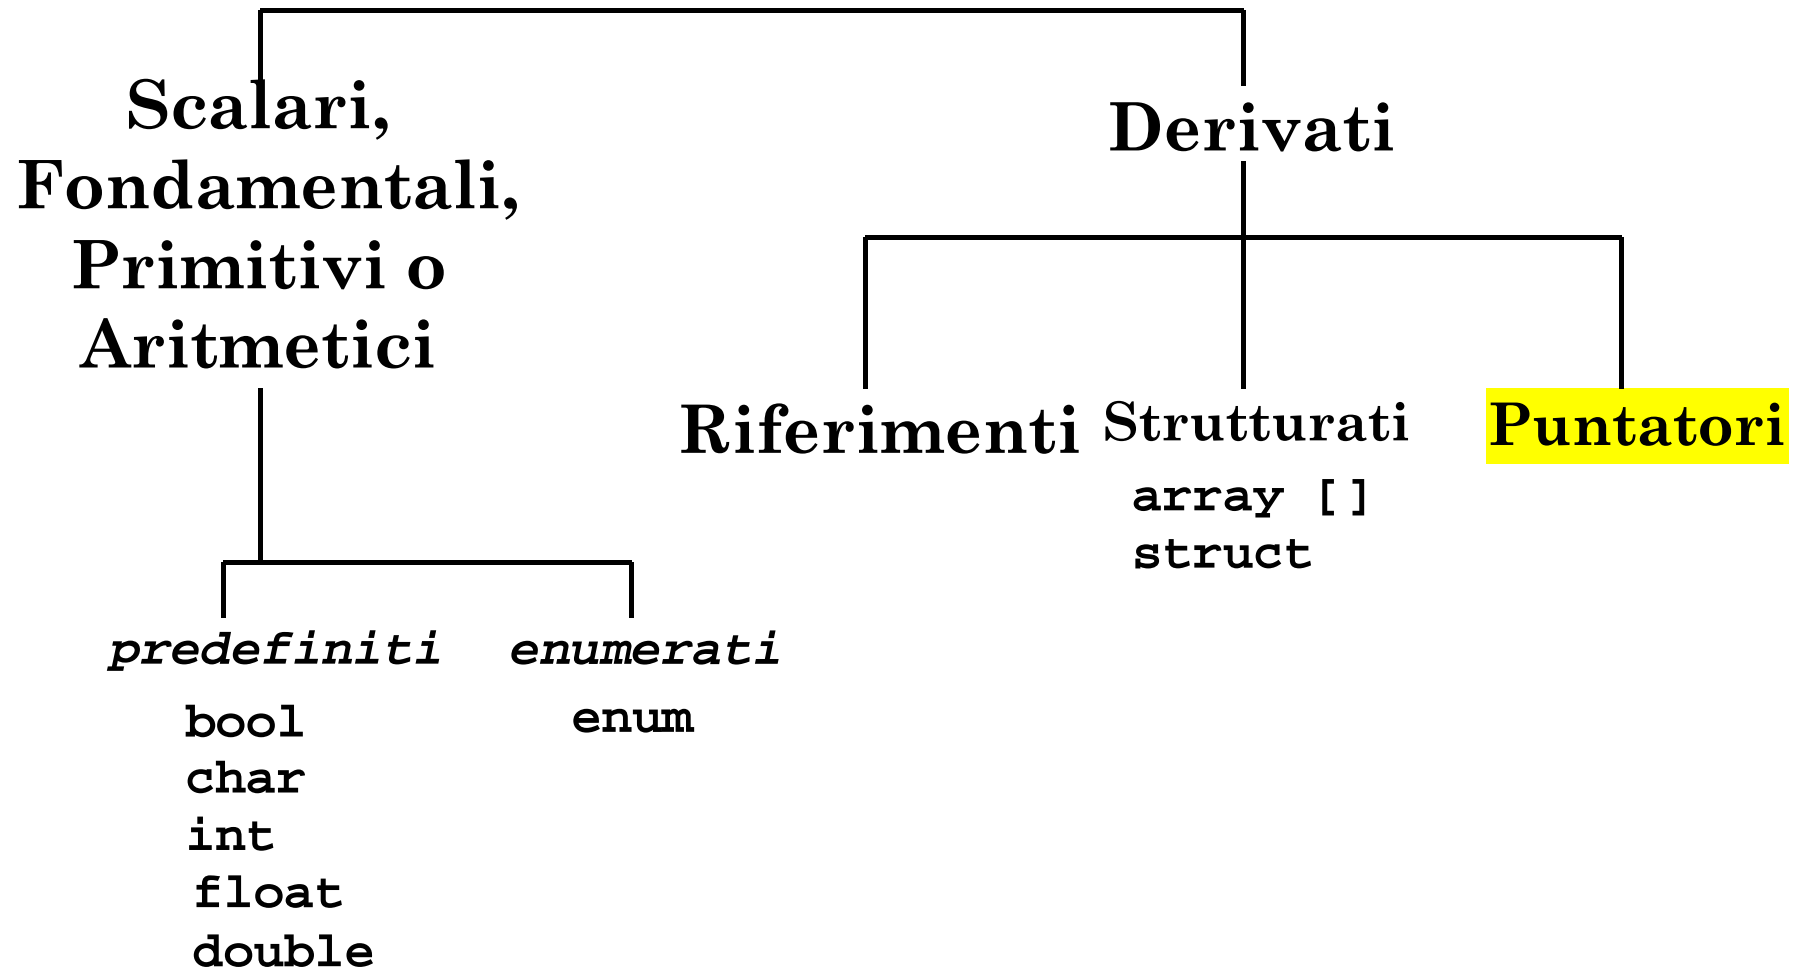 Scalari,
Fondamentali,
Primitivi o
Aritmetici
Derivati
Riferimenti
Strutturati
array []
struct
Puntatori
predefiniti
bool
char
int
float
double
enumerati
enum